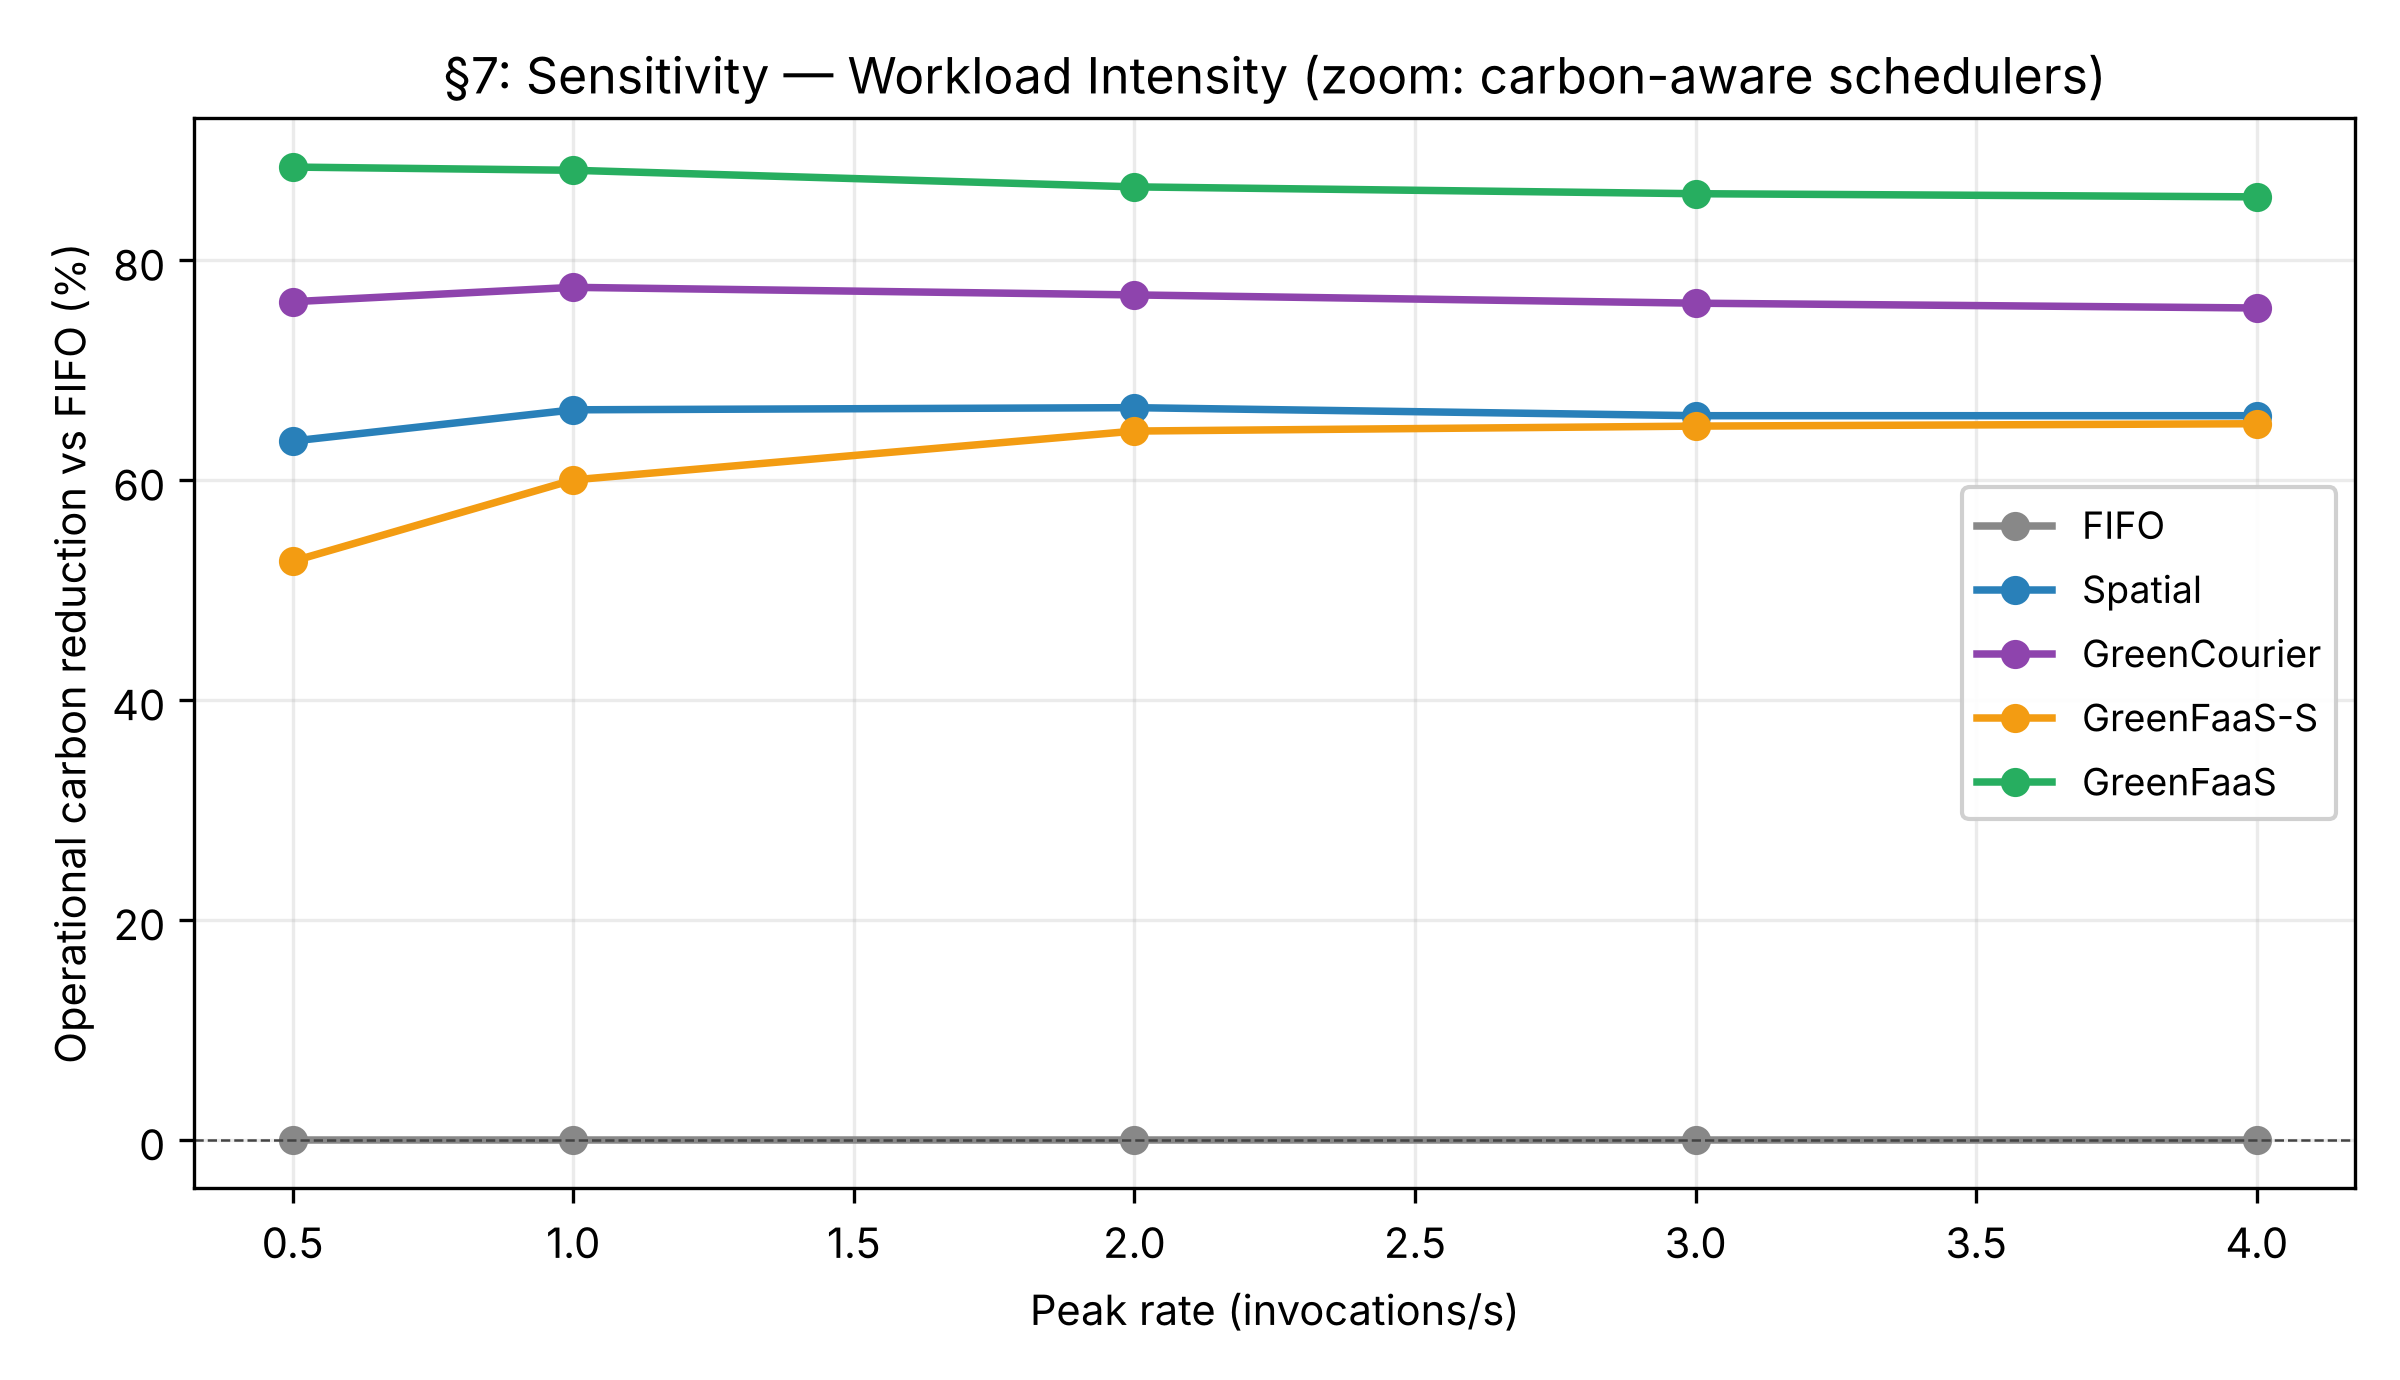 §7: Sensitivity — Workload Intensity (zoom: carbon-aware schedulers)
Operational carbon reduction vs FIFO (%)
80
60
40
20
0
FIFO
Spatial
GreenCourier
GreenFaaS-S
GreenFaaS
0.5 1.0 1.5 2.0 2.5 3.0 3.5 4.0
Peak rate (invocations/s)